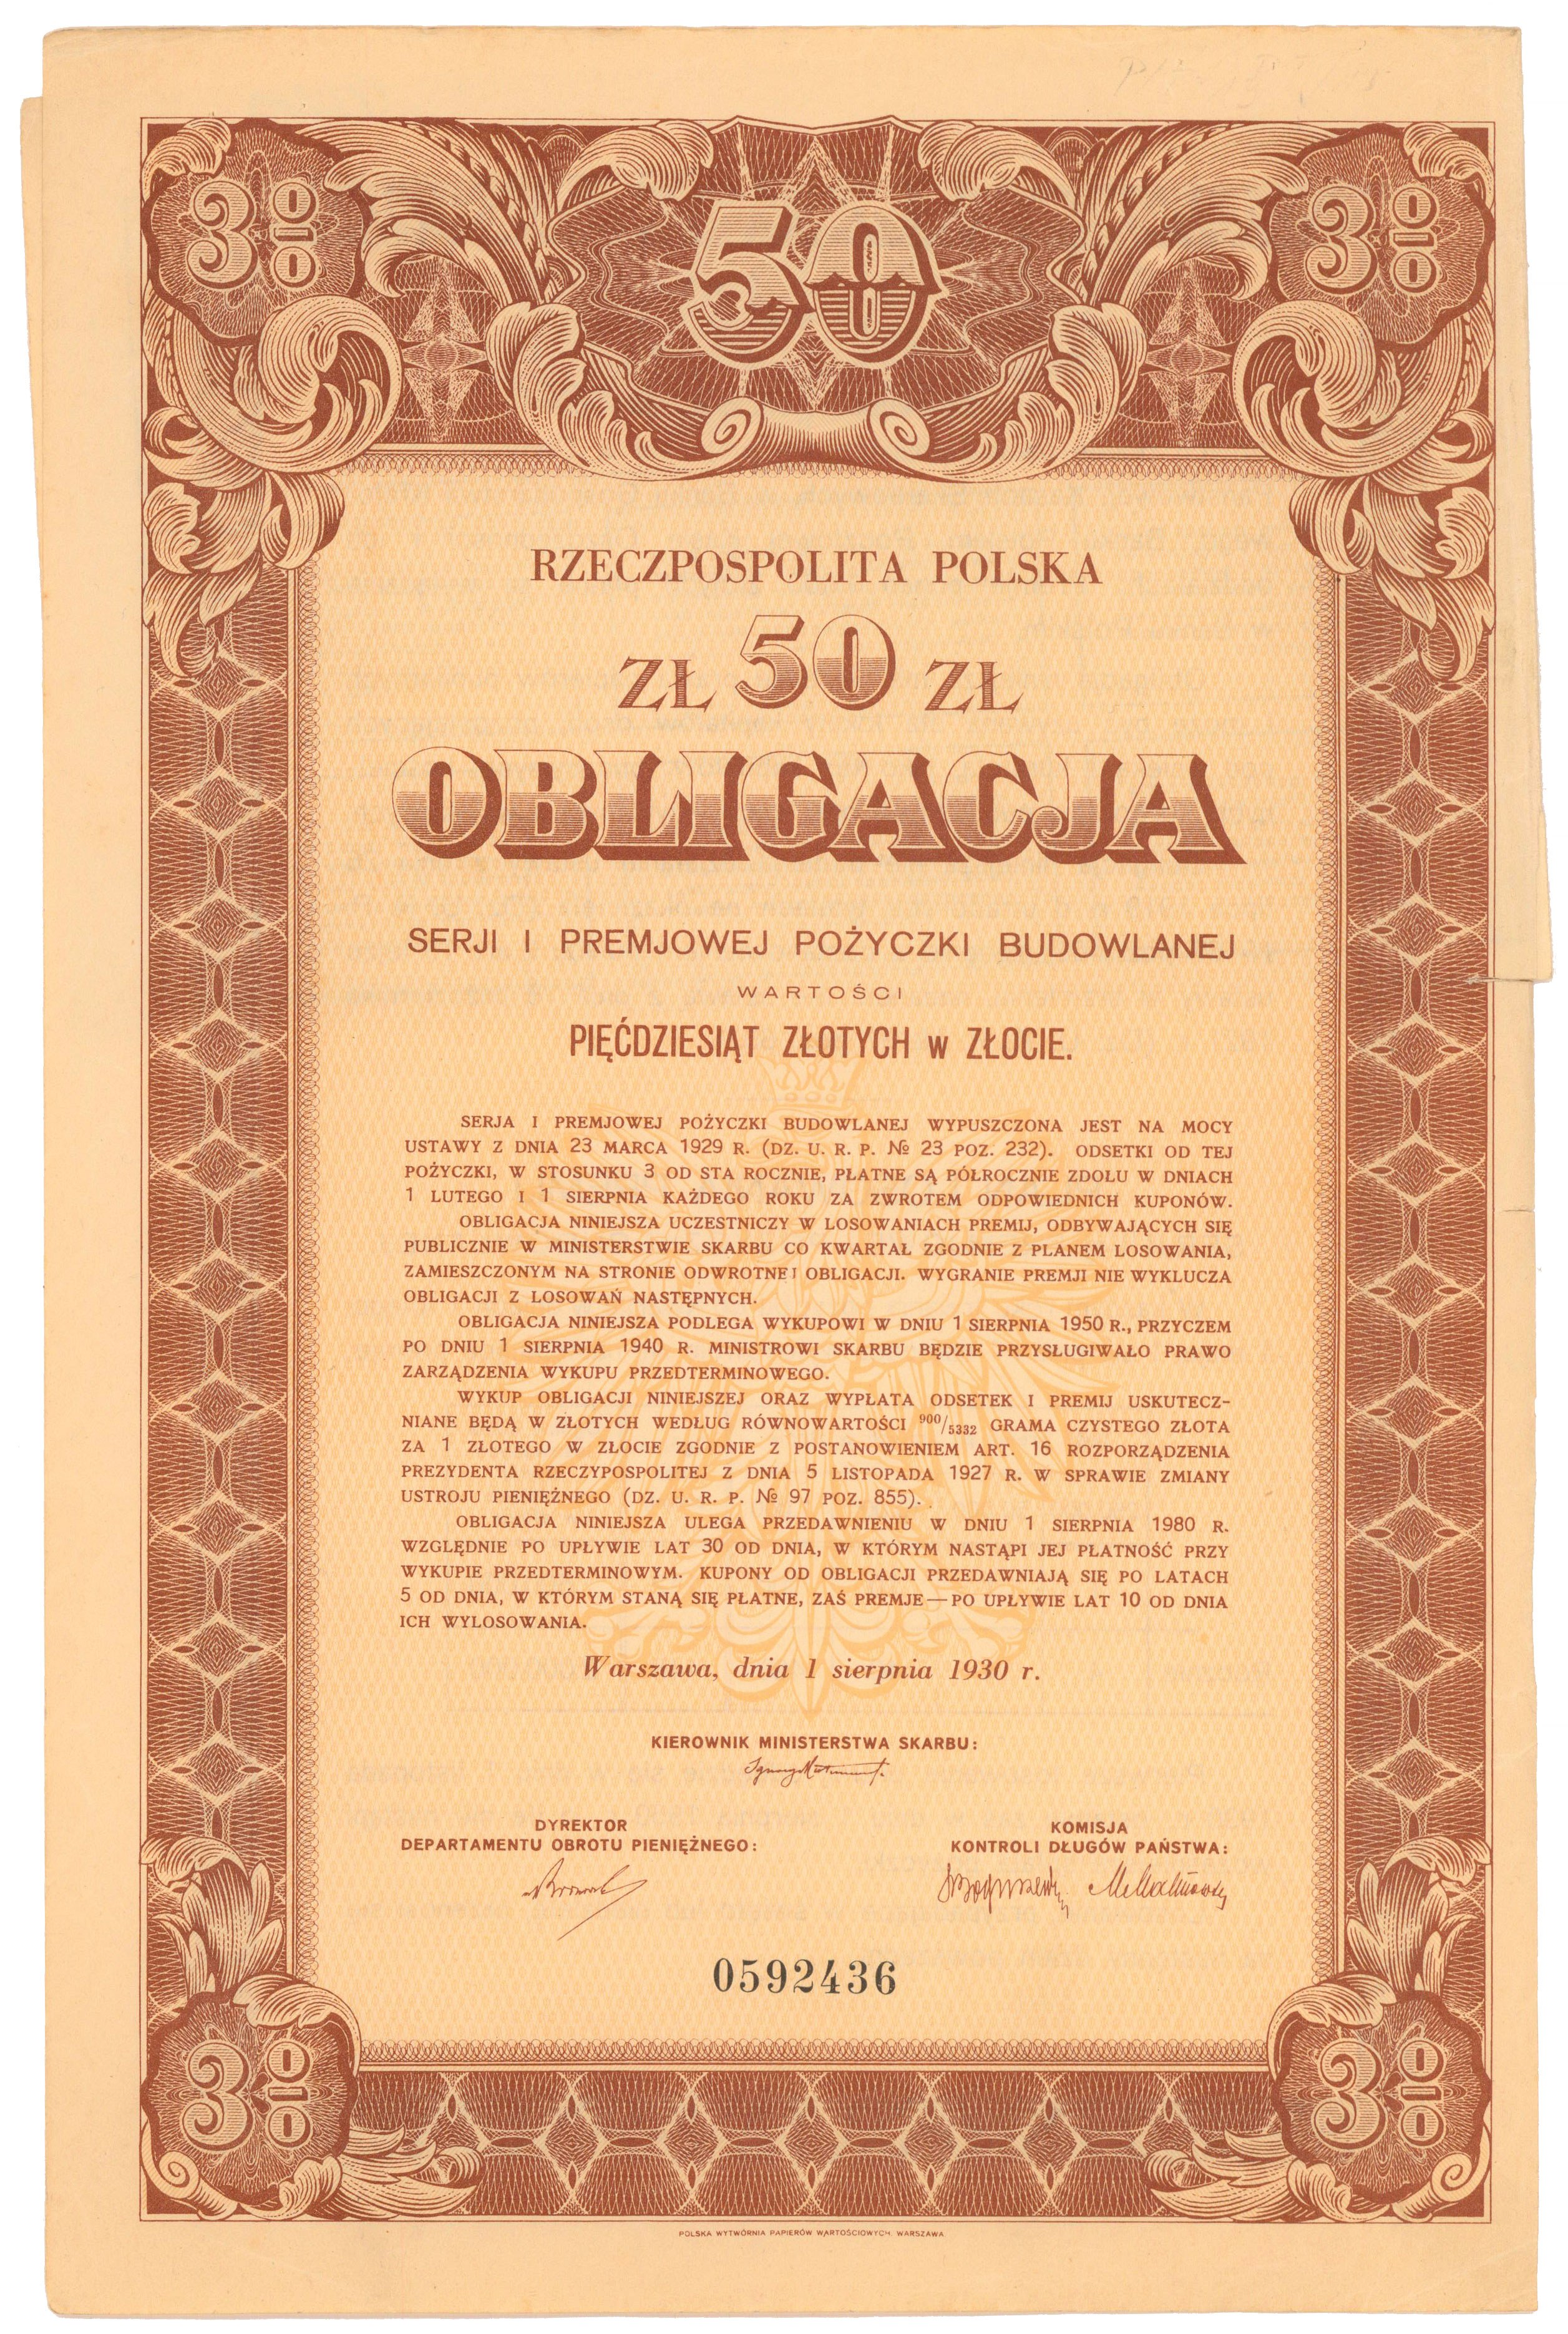 3%
50
3%
RZECZPOSPOLITA POLSKA
ZŁ 50 ZŁ
OBLIGACJA
SERJI I PREMJOWEJ POŻYCZKI BUDOWLANEJ
WARTOŚCI
PIĘĆDZIESIĄT ZŁOTYCH w ZŁOCIE.
SERJA I PREMJOWEJ POŻYCZKI BUDOWLANEJ WYPUSZCZONA JEST NA MOCY
USTAWY Z DNIA 23 MARCA 1929 R. (DZ. U. R. P. № 23 POZ. 232). ODSETKI OD TEJ
POŻYCZKI, W STOSUNKU 3 OD STA ROCZNIE, PŁATNE SĄ PÓŁROCZNIE ZDOŁU W DNIACH
1 LUTEGO I 1 SIERPNIA KAŻDEGO ROKU ZA ZWROTEM ODPOWIEDNICH KUPONÓW.
OBLIGACJA NINIEJSZA UCZESTNICZY W LOSOWANIACH PREMIJ, ODBYWAJĄCYCH SIĘ
PUBLICZNIE W MINISTERSTWIE SKARBU CO KWARTAŁ ZGODNIE Z PLANEM LOSOWANIA,
ZAMIESZCZONYM NA STRONIE ODWROTNEJ OBLIGACJI. WYGRANIE PREMJI NIE WYKLUCZA
OBLIGACJI Z LOSOWAŃ NASTĘPNYCH.
OBLIGACJA NINIEJSZA PODLEGA WYKUPOWI W DNIU 1 SIERPNIA 1950 R., PRZYCZEM
PO DNIU 1 SIERPNIA 1940 R. MINISTROWI SKARBU BĘDZIE PRZYSŁUGIWAŁO PRAWO
ZARZĄDZENIA WYKUPU PRZEDTERMINOWEGO.
WYKUP OBLIGACJI NINIEJSZEJ ORAZ WYPŁATA ODSETEK I PREMIJ USKUTECZ-
NIANE BĘDĄ W ZŁOTYCH WEDŁUG RÓWNOWARTOŚCI 900/5332 GRAMA CZYSTEGO ZŁOTA
ZA 1 ZŁOTEGO W ZŁOCIE ZGODNIE Z POSTANOWIENIEM ART. 16 ROZPORZĄDZENIA
PREZYDENTA RZECZYPOSPOLITEJ Z DNIA 5 LISTOPADA 1927 R. W SPRAWIE ZMIANY
USTROJU PIENIĘŻNEGO (DZ. U. R. P. № 97 POZ. 855).
OBLIGACJA NINIEJSZA ULEGA PRZEDAWNIENIU W DNIU 1 SIERPNIA 1980 R.
WZGLĘDNIE PO UPŁYWIE LAT 30 OD DNIA, W KTÓRYM NASTĄPI JEJ PŁATNOŚĆ PRZY
WYKUPIE PRZEDTERMINOWYM. KUPONY OD OBLIGACJI PRZEDAWNIAJĄ SIĘ PO LATACH
5 OD DNIA, W KTÓRYM STANĄ SIĘ PŁATNE, ZAŚ PREMJE—PO UPŁYWIE LAT 10 OD DNIA
ICH WYLOSOWANIA.
Warszawa, dnia 1 sierpnia 1930 r.
KIEROWNIK MINISTERSTWA SKARBU:
DYREKTOR
DEPARTAMENTU OBROTU PIENIĘŻNEGO:
KOMISJA
KONTROLI DŁUGÓW PAŃSTWA:
0592436
3%
3%
POLSKA WYTWÓRNIA PAPIERÓW WARTOŚCIOWYCH. WARSZAWA